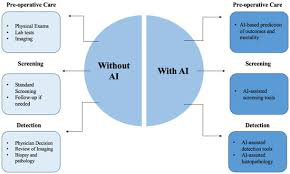 Pre-operative Care
Physical Exams
Lab tests
Imaging
Screening
Standard
Screening
Follow-up if
needed
Detection
Physician Decision
Review of Imaging
Biopsy and
pathology
Without
AI
With AI
Pre-operative Care
AI-based prediction
of outcomes and
mortality
Screening
AI-assisted
screening tools
Detection
AI-assisted
detection tools
AI-assisted
histopathology